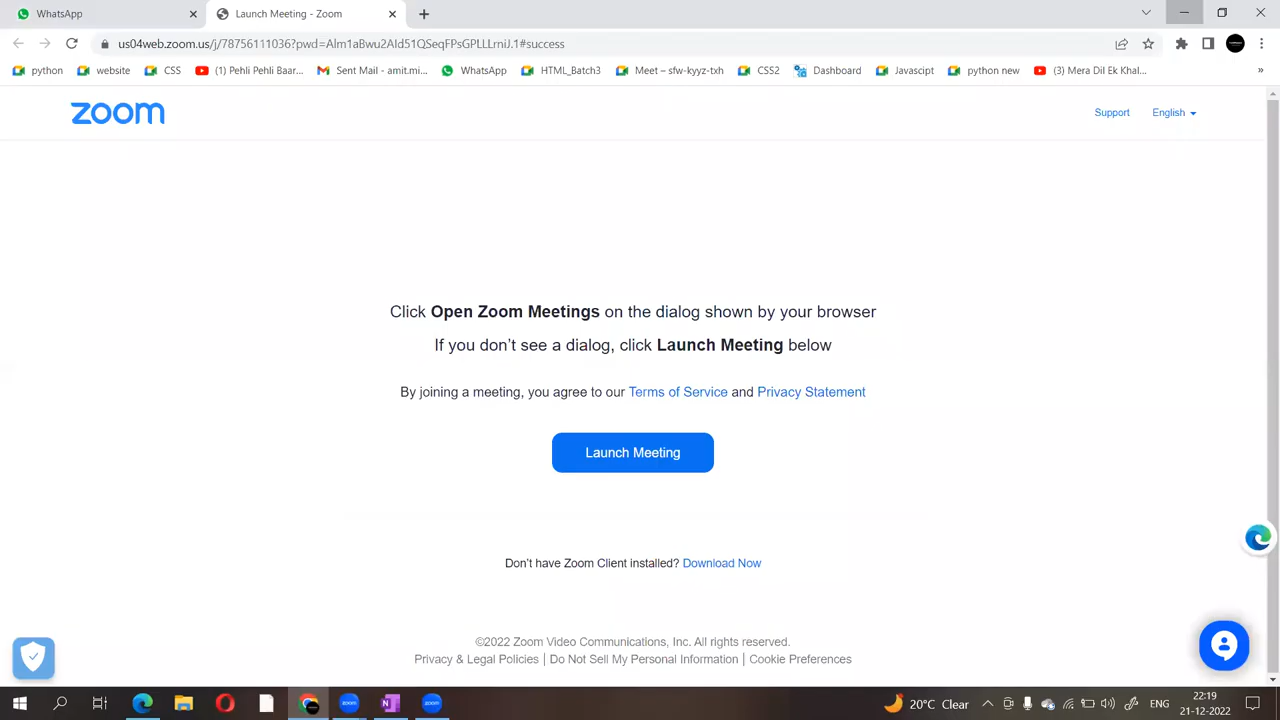 WhatsApp
Launch Meeting - Zoom
us04web.zoom.us/j/78756111036?pwd=Alm1aBwu2AId51QSeqFPsGPLLLrniJ.1#success
python
website
CSS
(1) Pehli Pehli Baar...
Sent Mail - amit.mi...
WhatsApp
HTML_Batch3
Meet – sfw-kyyz-txh
CSS2
Dashboard
Javascipt
python new
(3) Mera Dil Ek Khal...
»
zoom
Support
English
Click Open Zoom Meetings on the dialog shown by your browser
If you don’t see a dialog, click Launch Meeting below
By joining a meeting, you agree to our Terms of Service and Privacy Statement
Launch Meeting
Don’t have Zoom Client installed? Download Now
©2022 Zoom Video Communications, Inc. All rights reserved.
Privacy & Legal Policies | Do Not Sell My Personal Information | Cookie Preferences
zoom
N
zoom
20°C Clear
ENG
22:19
21-12-2022